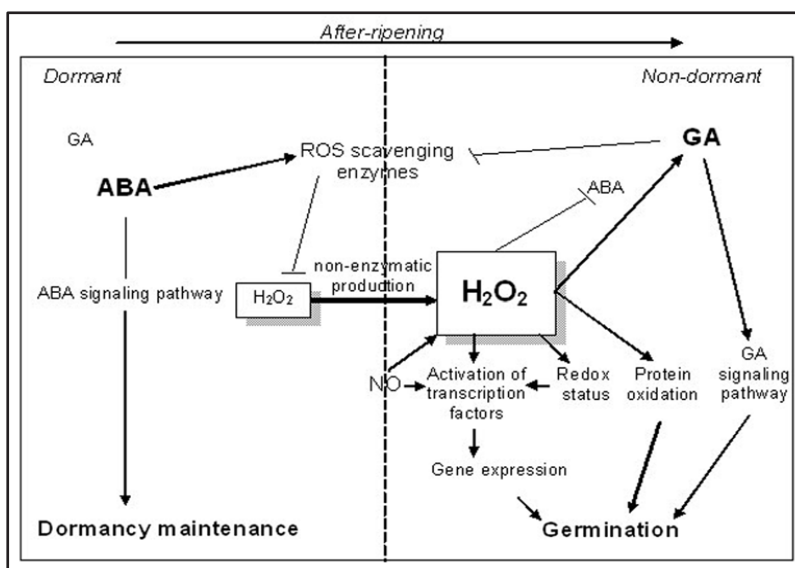 After-ripening
Dormant
Non-dormant
GA
ABA
ROS scavenging
enzymes
GA
ABA
ABA signaling pathway
H₂O₂
non-enzymatic
production
H₂O₂
NO
Activation of
transcription
factors
Redox
status
Protein
oxidation
GA
signaling
pathway
Gene expression
Dormancy maintenance
Germination